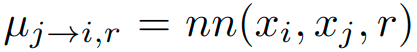 μ_{j→i,r} = nn(x_i, x_j, r)